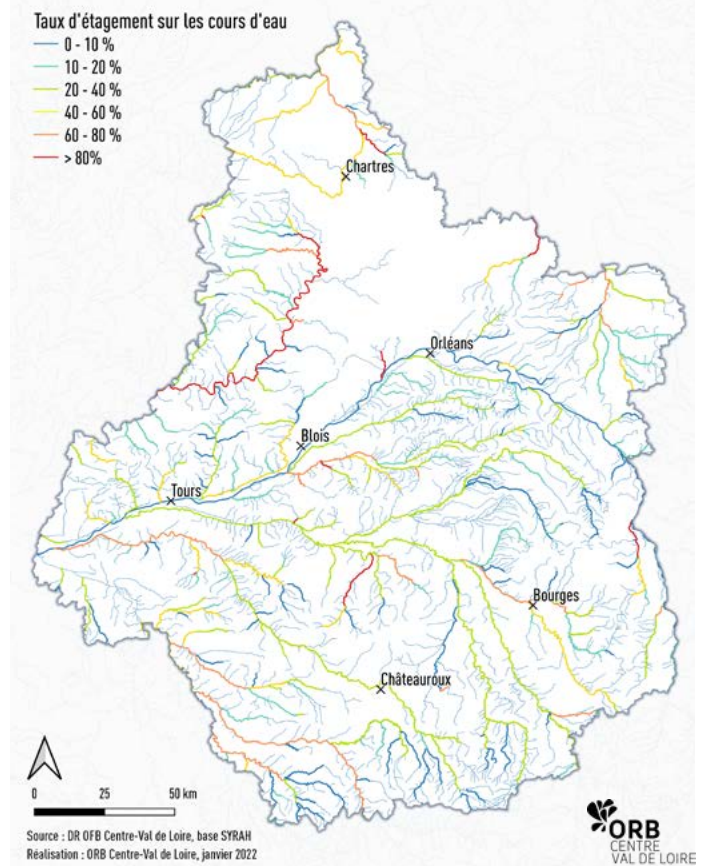 Taux d'étagement sur les cours d'eau
0 - 10 %
10 - 20 %
20 - 40 %
40 - 60 %
60 - 80 %
> 80%
Chartres
Orléans
Blois
Tours
Bourges
Châteauroux
0 25 50 km
Source : DR OFB Centre-Val de Loire, base SYRAH
Réalisation : ORB Centre-Val de Loire, janvier 2022
ORB
CENTRE
VAL DE LOIRE